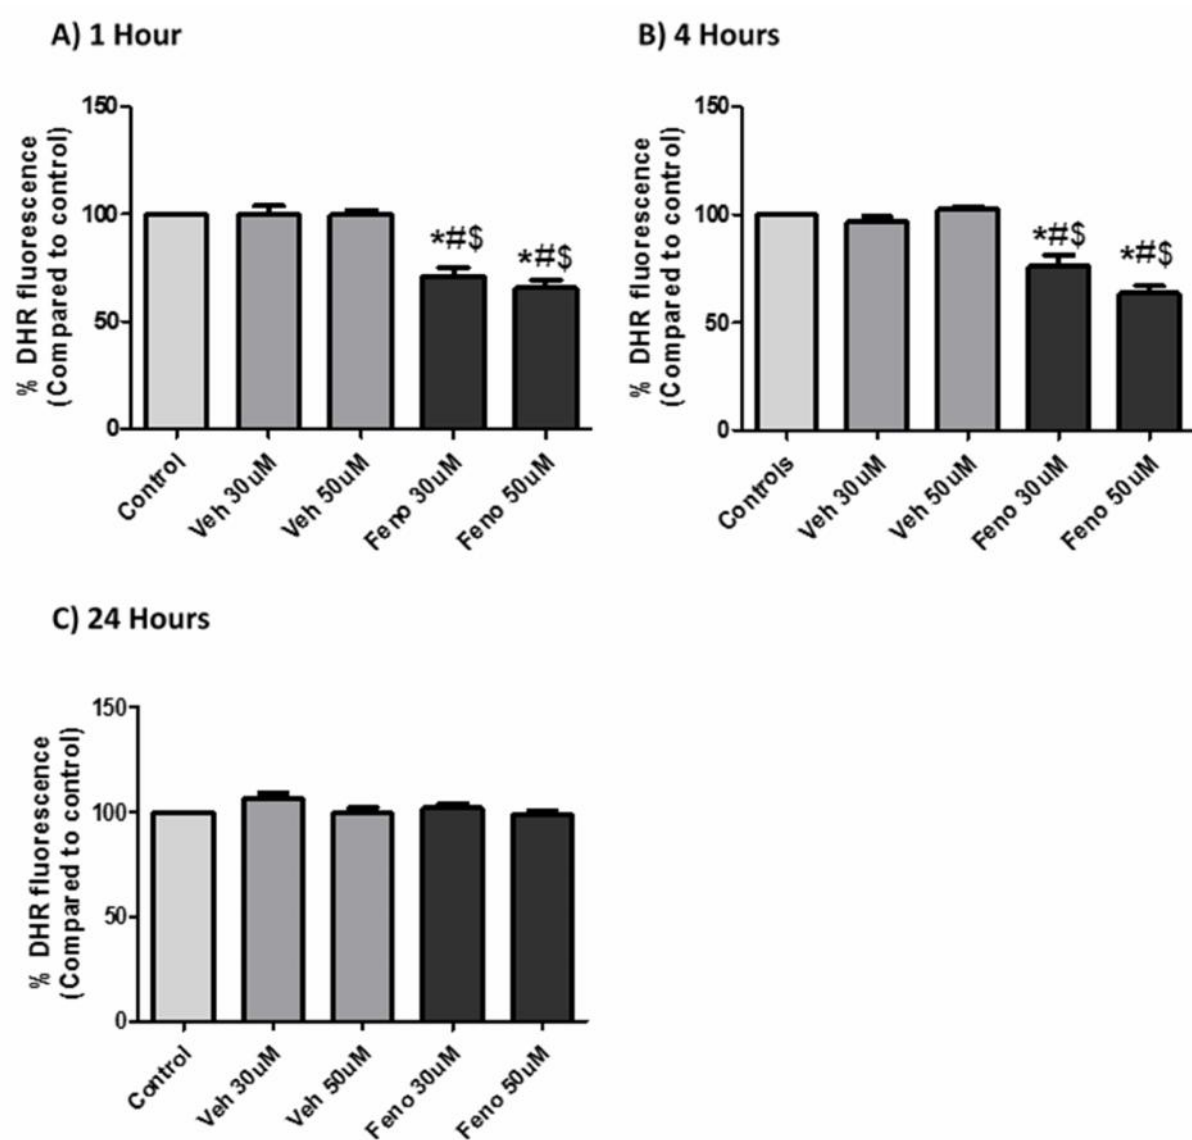 A) 1 Hour
% DHR fluorescence
(Compared to control)
150
100
50
0
*#$
*#$
Control
Veh 30uM
Veh 50uM
Feno 30uM
Feno 50uM
B) 4 Hours
% DHR fluorescence
(Compared to control)
150
100
50
0
*#$
*#$
Controls
Veh 30uM
Veh 50uM
Feno 30uM
Feno 50uM
C) 24 Hours
% DHR fluorescence
(Compared to control)
150
100
50
0
Control
Veh 30uM
Veh 50uM
Feno 30uM
Feno 50uM